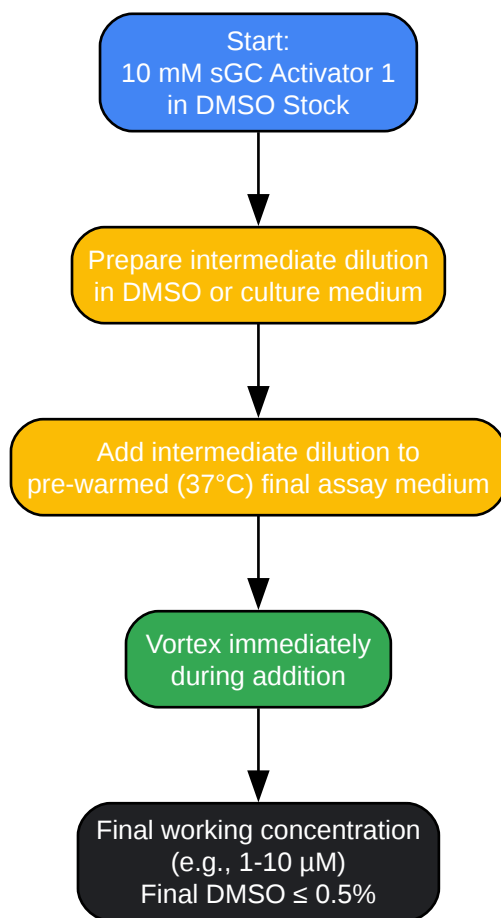 Start:
10 mM sGC Activator 1
in DMSO Stock
Prepare intermediate dilution
in DMSO or culture medium
Add intermediate dilution to
pre-warmed (37°C) final assay medium
Vortex immediately
during addition
Final working concentration
(e.g., 1-10 µM)
Final DMSO ≤ 0.5%